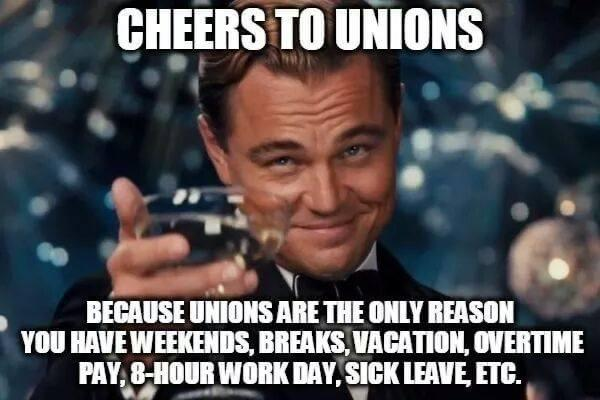 CHEERS TO UNIONS
BECAUSE UNIONS ARE THE ONLY REASON
YOU HAVE WEEKENDS, BREAKS, VACATION, OVERTIME
PAY, 8-HOUR WORK DAY, SICK LEAVE, ETC.